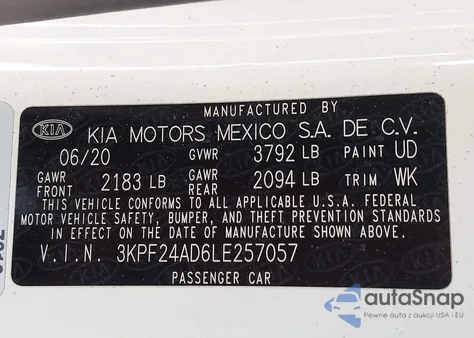 MANUFACTURED BY
KIA KIA MOTORS MEXICO S.A. DE C.V.
06/20 GVWR 3792 LB PAINT UD
GAWR FRONT 2183 LB GAWR REAR 2094 LB TRIM WK
THIS VEHICLE CONFORMS TO ALL APPLICABLE U.S.A. FEDERAL
MOTOR VEHICLE SAFETY, BUMPER, AND THEFT PREVENTION STANDARDS
IN EFFECT ON THE DATE OF MANUFACTURE SHOWN ABOVE.
V.I.N. 3KPF24AD6LE257057
PASSENGER CAR
autoSnap
Pewne auta z aukcji USA i EU